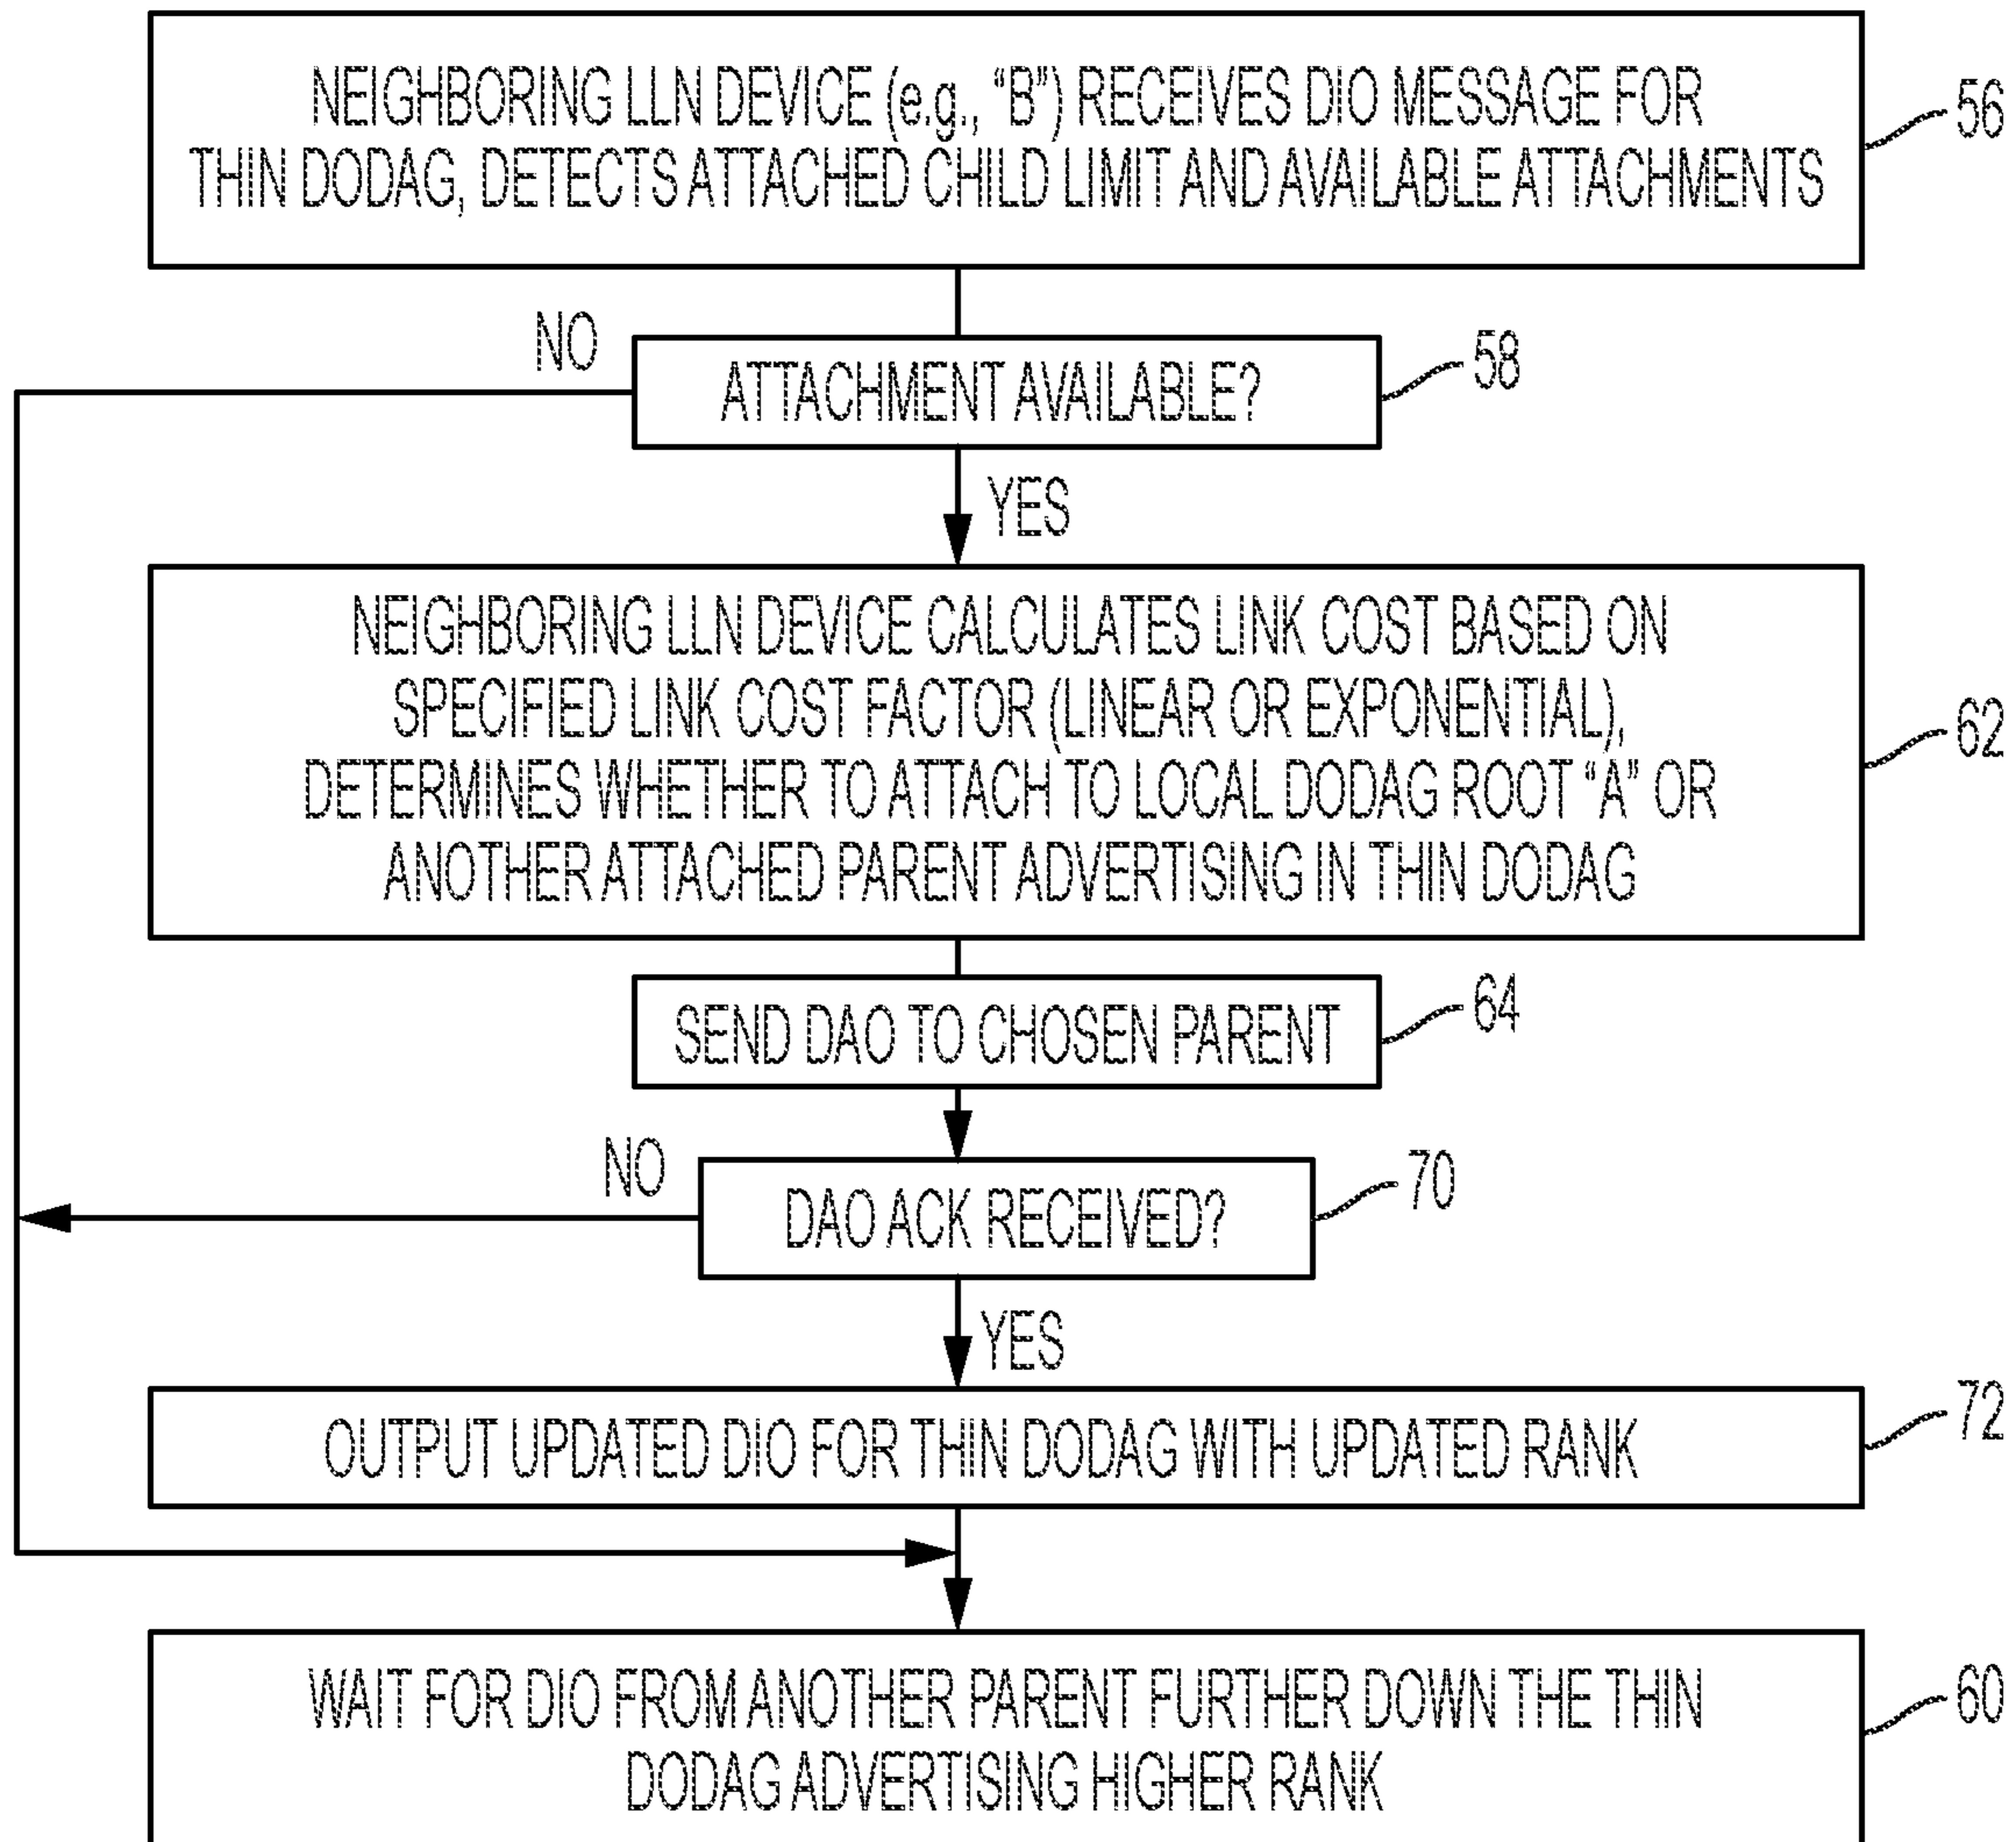 NEIGHBORING LLN DEVICE (e.g., “B”) RECEIVES DIO MESSAGE FOR
THIN DODAG, DETECTS ATTACHED CHILD LIMIT AND AVAILABLE ATTACHMENTS
56
NO
ATTACHMENT AVAILABLE?
58
YES
NEIGHBORING LLN DEVICE CALCULATES LINK COST BASED ON
SPECIFIED LINK COST FACTOR (LINEAR OR EXPONENTIAL),
DETERMINES WHETHER TO ATTACH TO LOCAL DODAG ROOT “A” OR
ANOTHER ATTACHED PARENT ADVERTISING IN THIN DODAG
62
SEND DAO TO CHOSEN PARENT
64
NO
DAO ACK RECEIVED?
70
YES
OUTPUT UPDATED DIO FOR THIN DODAG WITH UPDATED RANK
72
WAIT FOR DIO FROM ANOTHER PARENT FURTHER DOWN THE THIN
DODAG ADVERTISING HIGHER RANK
60